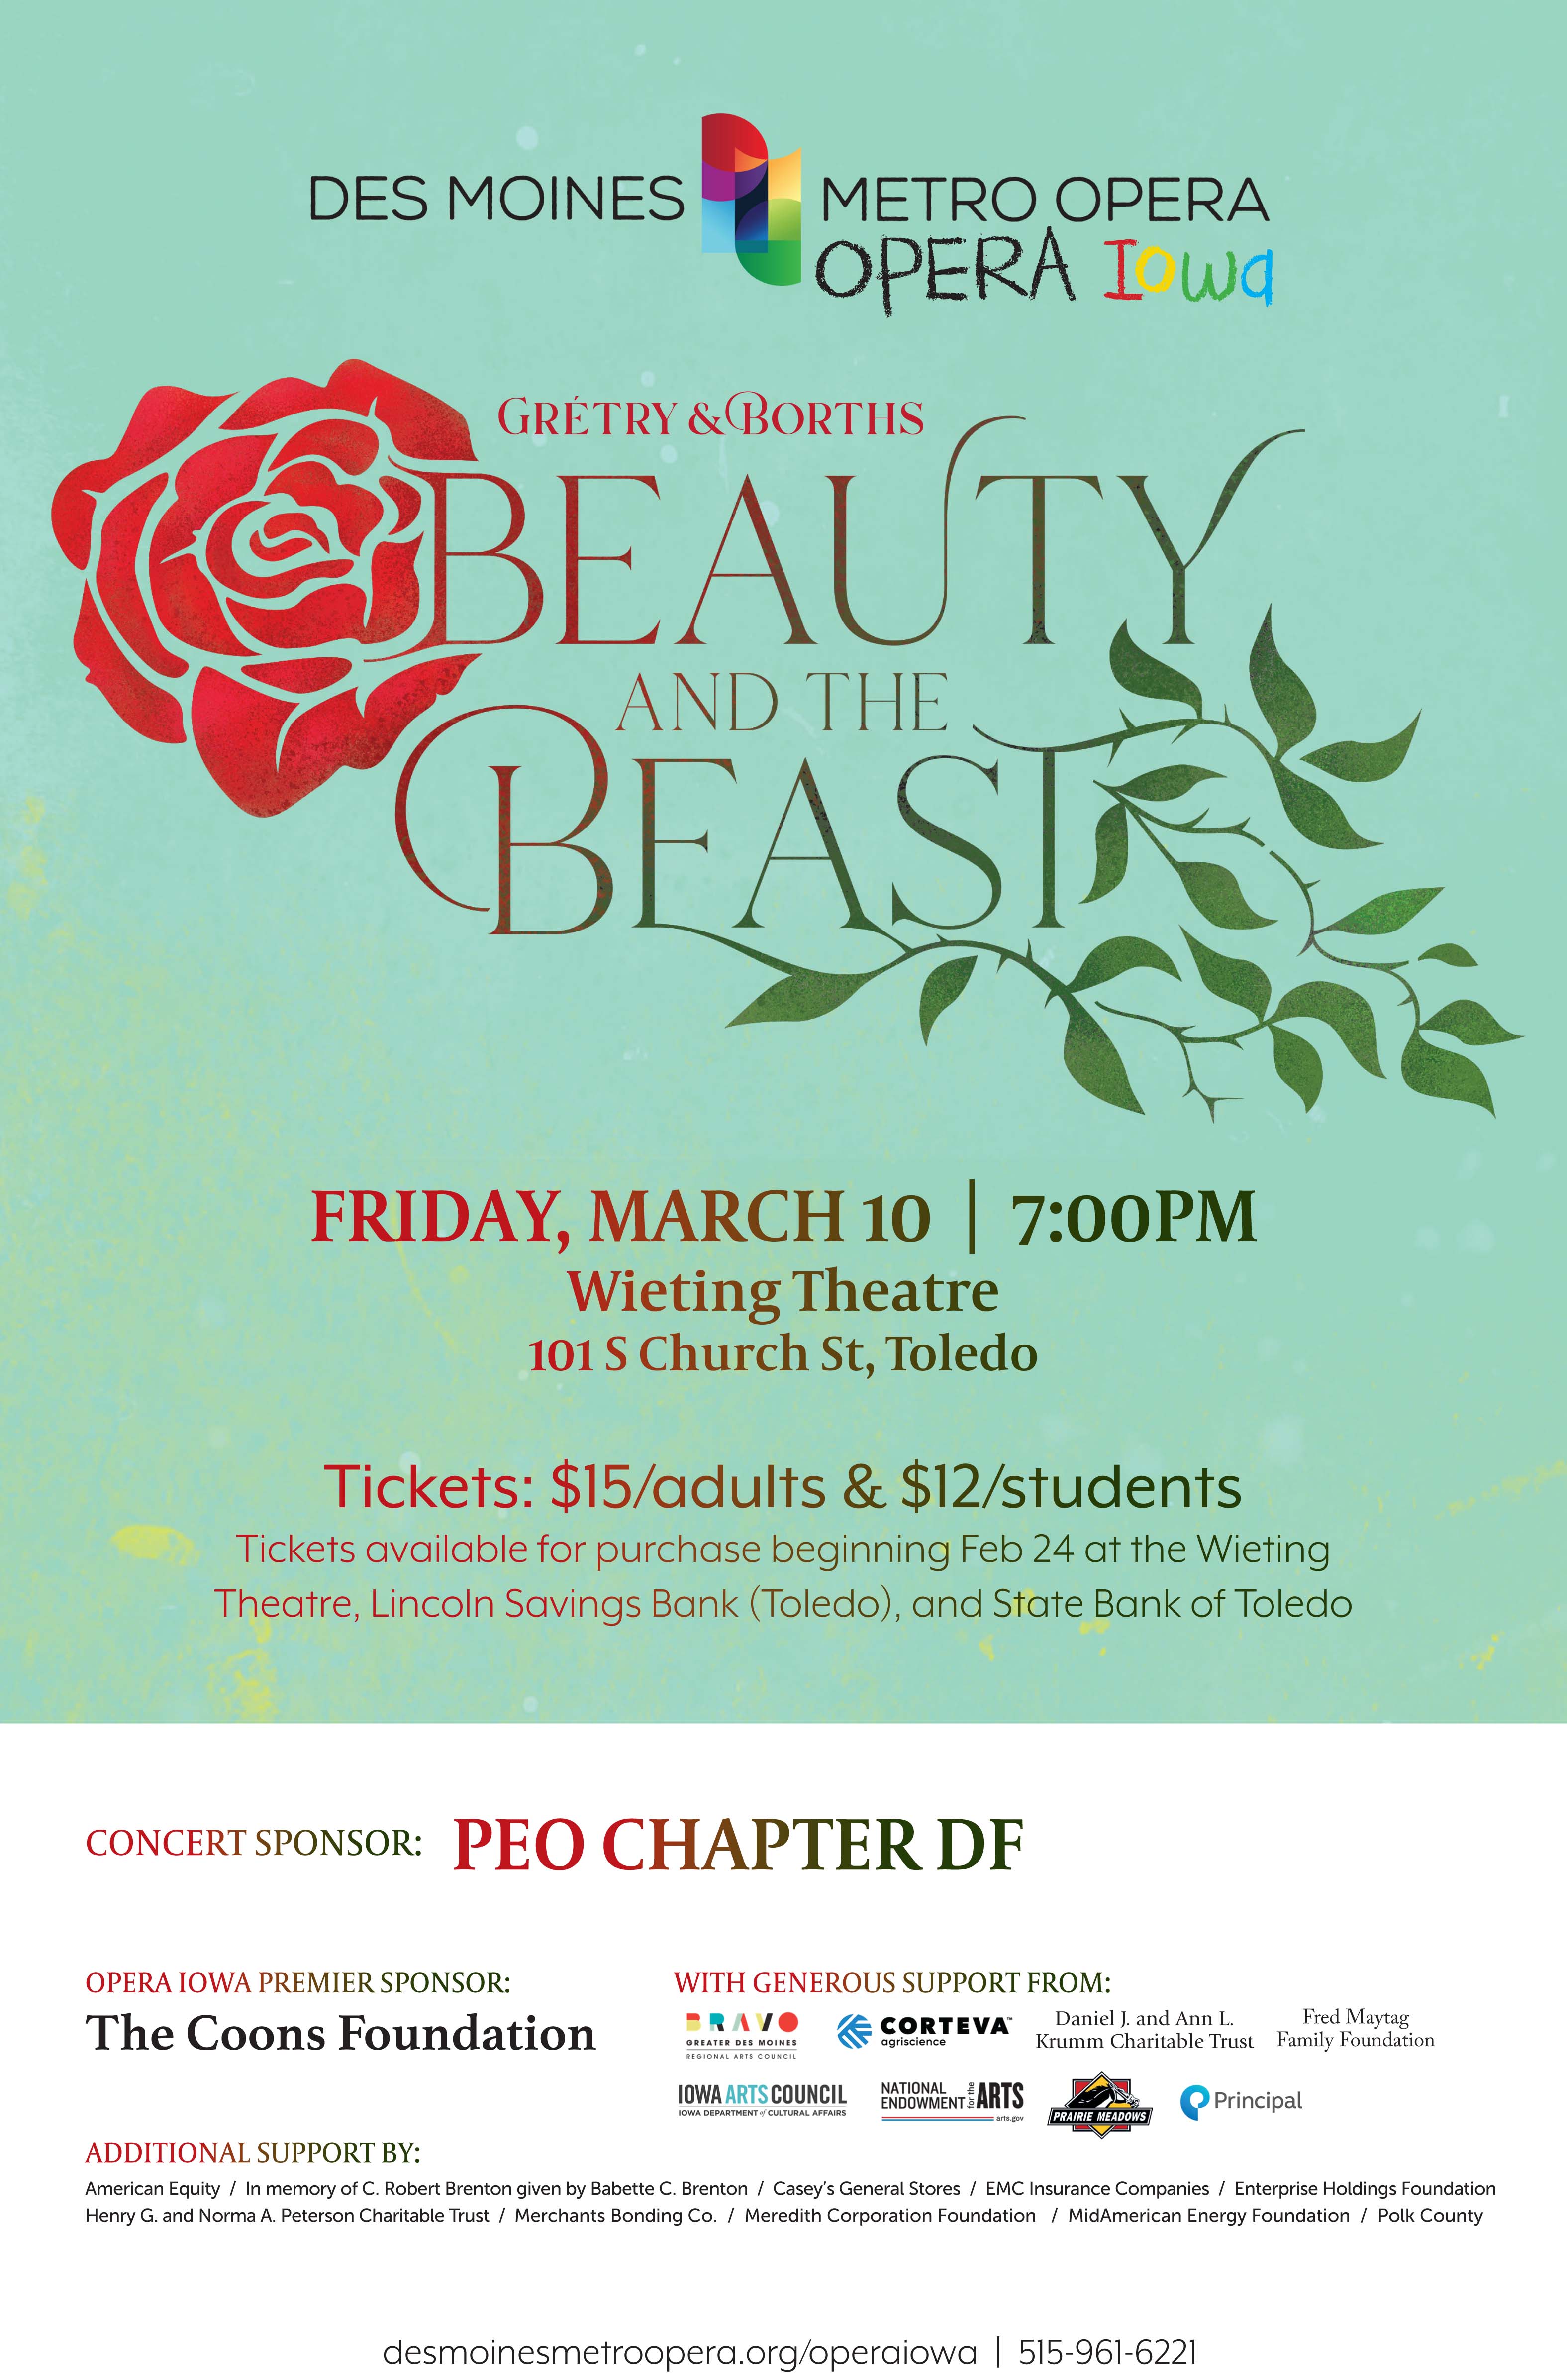 DES MOINES METRO OPERA
OPERA Iowa
GRÉTRY & BORTHS
BEAUTY
AND THE
BEAST
FRIDAY, MARCH 10 | 7:00PM
Wieting Theatre
101 S Church St, Toledo
Tickets: $15/adults & $12/students
Tickets available for purchase beginning Feb 24 at the Wieting
Theatre, Lincoln Savings Bank (Toledo), and State Bank of Toledo
CONCERT SPONSOR: PEO CHAPTER DF
OPERA IOWA PREMIER SPONSOR:
The Coons Foundation
WITH GENEROUS SUPPORT FROM:
BRAVO
GREATER DES MOINES
REGIONAL ARTS COUNCIL
CORTEVA™
agriscience
Daniel J. and Ann L.
Krumm Charitable Trust
Fred Maytag
Family Foundation
IOWA ARTS COUNCIL
IOWA DEPARTMENT of CULTURAL AFFAIRS
NATIONAL ENDOWMENT for the ARTS
arts.gov
PRAIRIE MEADOWS
Principal
ADDITIONAL SUPPORT BY:
American Equity / In memory of C. Robert Brenton given by Babette C. Brenton / Casey's General Stores / EMC Insurance Companies / Enterprise Holdings Foundation
Henry G. and Norma A. Peterson Charitable Trust / Merchants Bonding Co. / Meredith Corporation Foundation / MidAmerican Energy Foundation / Polk County
desmoinesmetroopera.org/operaiowa | 515-961-6221